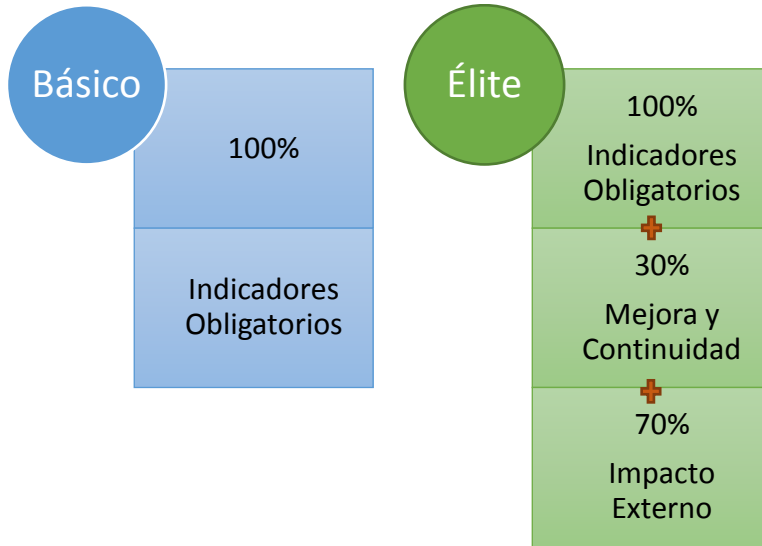 Básico
100%
Indicadores
Obligatorios
Élite
100%
Indicadores
Obligatorios
30%
Mejora y
Continuidad
70%
Impacto
Externo